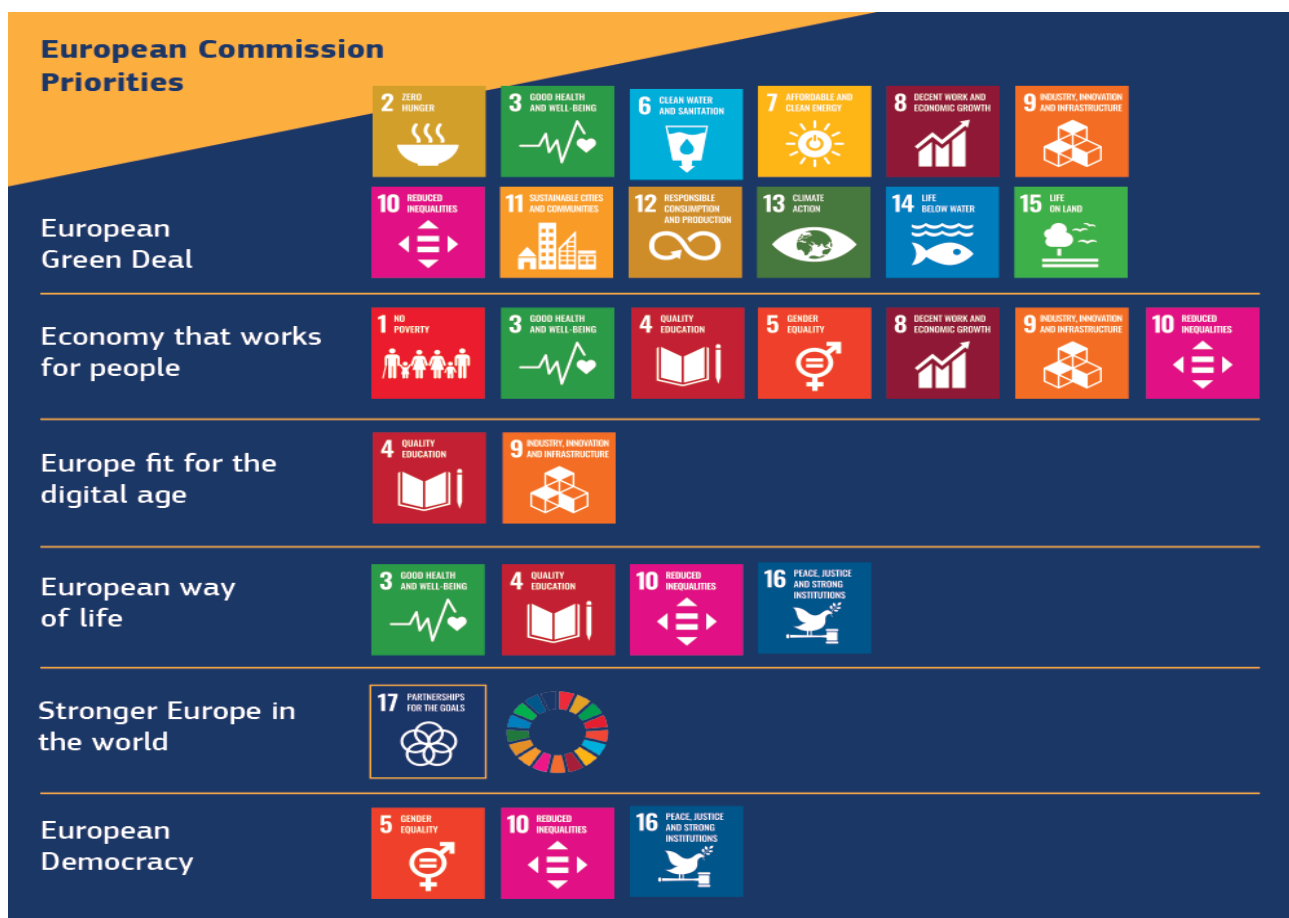 European Commission
Priorities
2 ZERO
HUNGER
3 GOOD HEALTH
AND WELL-BEING
6 CLEAN WATER
AND SANITATION
7 AFFORDABLE AND
CLEAN ENERGY
8 DECENT WORK AND
ECONOMIC GROWTH
9 INDUSTRY, INNOVATION
AND INFRASTRUCTURE
European
Green Deal
10 REDUCED
INEQUALITIES
11 SUSTAINABLE CITIES
AND COMMUNITIES
12 RESPONSIBLE
CONSUMPTION
AND PRODUCTION
13 CLIMATE
ACTION
14 LIFE
BELOW WATER
15 LIFE
ON LAND
Economy that works
for people
1 NO
POVERTY
3 GOOD HEALTH
AND WELL-BEING
4 QUALITY
EDUCATION
5 GENDER
EQUALITY
8 DECENT WORK AND
ECONOMIC GROWTH
9 INDUSTRY, INNOVATION
AND INFRASTRUCTURE
10 REDUCED
INEQUALITIES
Europe fit for the
digital age
4 QUALITY
EDUCATION
9 INDUSTRY, INNOVATION
AND INFRASTRUCTURE
European way
of life
3 GOOD HEALTH
AND WELL-BEING
4 QUALITY
EDUCATION
10 REDUCED
INEQUALITIES
16 PEACE, JUSTICE
AND STRONG
INSTITUTIONS
Stronger Europe in
the world
17 PARTNERSHIPS
FOR THE GOALS
European
Democracy
5 GENDER
EQUALITY
10 REDUCED
INEQUALITIES
16 PEACE, JUSTICE
AND STRONG
INSTITUTIONS